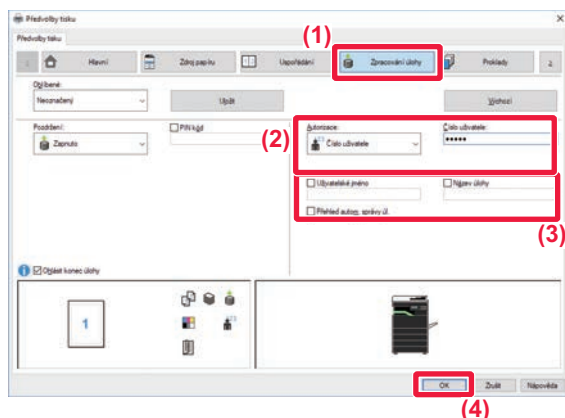 Předvolby tisku
Předvolby tisku
(1)
Hlavní
Zdroj papíru
Uspořádání
Zpracování úlohy
Proklady
Oblíbené:
Neoznačený
Uložit
Výchozí
Pozdržení:
Zapnuto
PIN kód
(2)
Autorizace:
Číslo uživatele
Číslo uživatele:
•••••
Uživatelské jméno
Název úlohy
Přehled autom. správy úl.
(3)
Ohlásit konec úlohy
1
OK
Zrušit
Nápověda
(4)